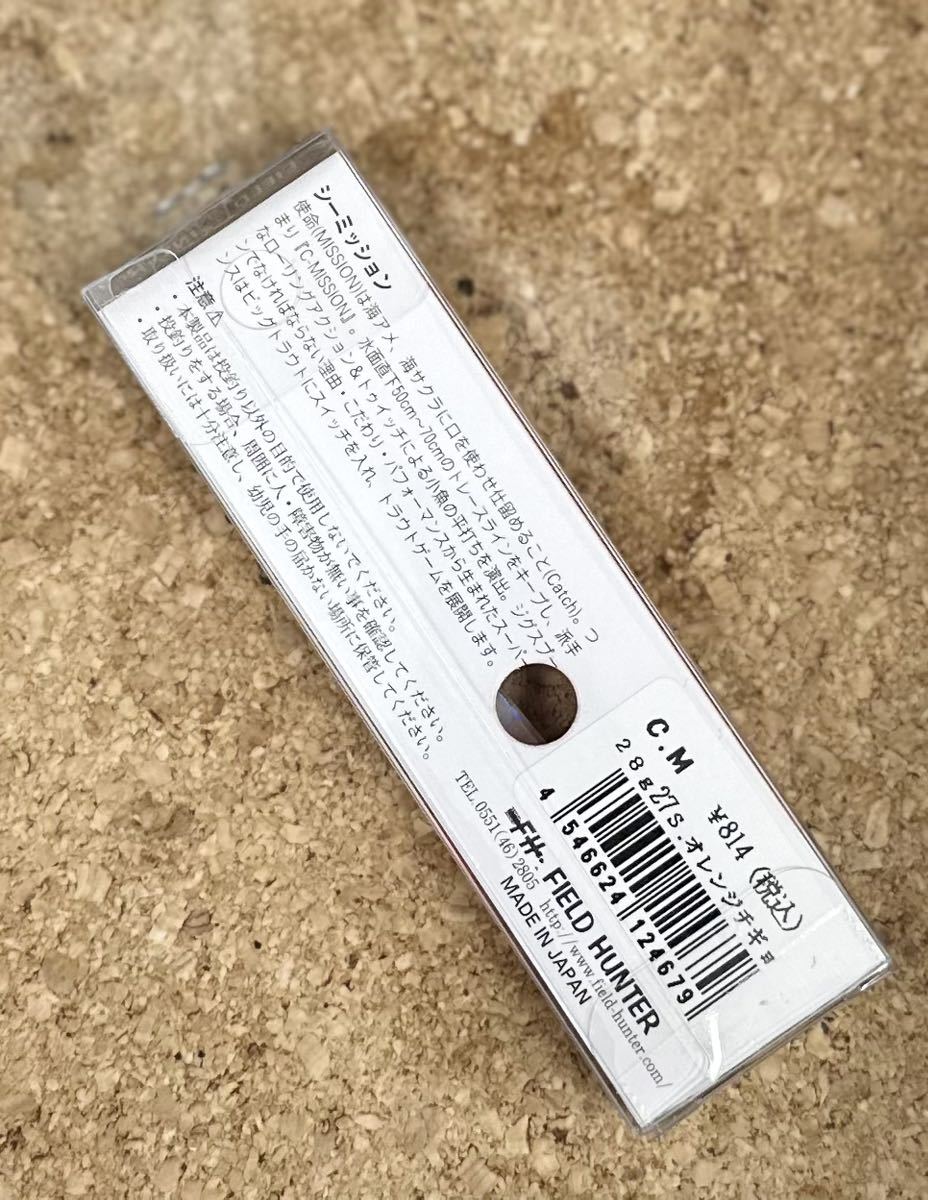 シーミッション
使命(MISSION)は海アメ、海サクラに口を使わせ仕留めること(Catch)。つ
まり『C-MISSION』。水面直下50cm〜70cmのトレースラインをキープし、派手
なローリングアクション&トゥイッチによる小魚の平打ちを演出。ジグスプー
ンでなければならない理由・こだわり・パフォーマンスから生まれたスーパー
ンスはビッグトラウトにスイッチを入れ、トラウトゲームを展開します。
注意⚠
・本製品は投釣り以外の目的で使用しないでください。
・投釣りをする場合、周囲に人・障害物が無い事を確認してください。
・取り扱いには十分注意し、幼児の手の届かない場所に保管してください。
C.M
¥814(税込)
28g27S.オレンジチギョ
4 546624 124679
FH. FIELD HUNTER
TEL.0551(46)2805 http://www.field-hunter.com/
MADE IN JAPAN